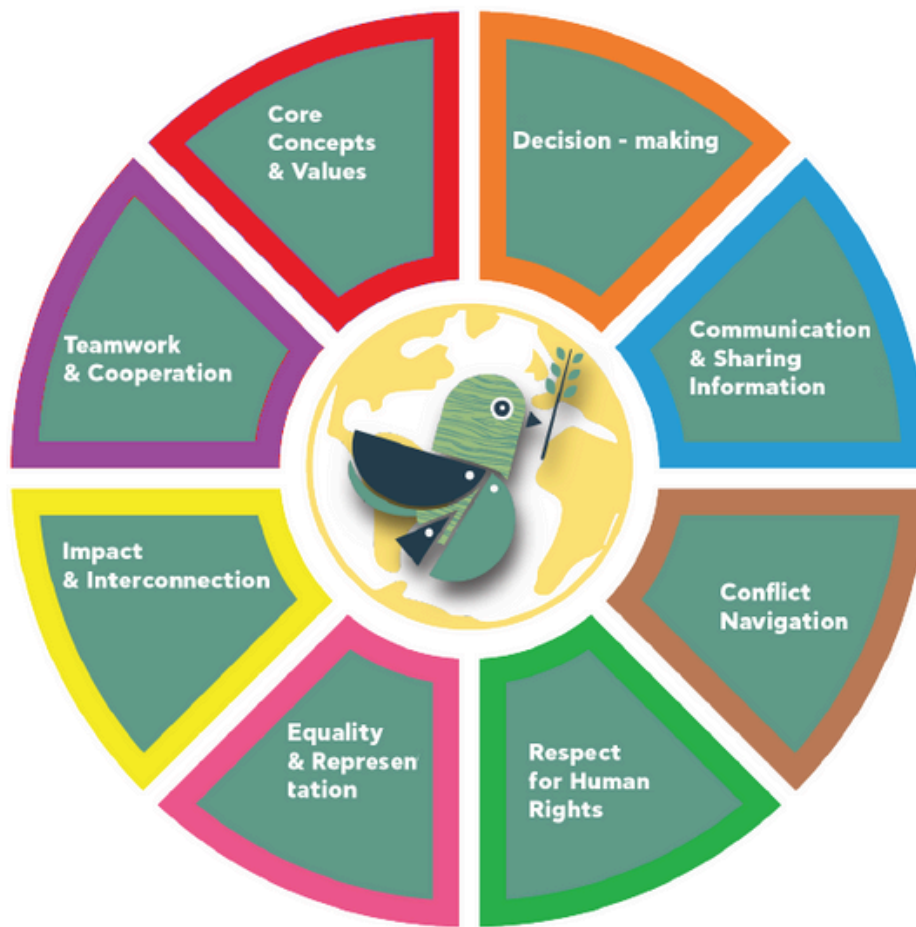 Core
Concepts
& Values
Decision - making
Communication
& Sharing
Information
Conflict
Navigation
Respect
for Human
Rights
Equality
& Represen
tation
Impact
& Interconnection
Teamwork
& Cooperation